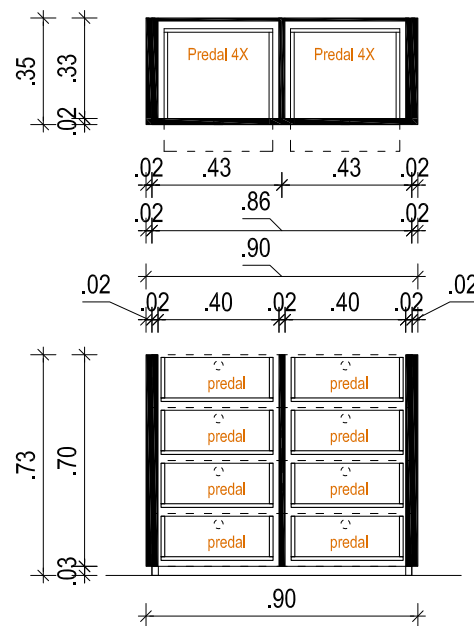 .35
.33
.02
Predal 4X Predal 4X
.02 .43 .43 .02
.02 .86 .02
.90
.02 .02
.02 .40 .02 .40 .02
.73
.70
.03
predal predal
predal predal
predal predal
predal predal
.90